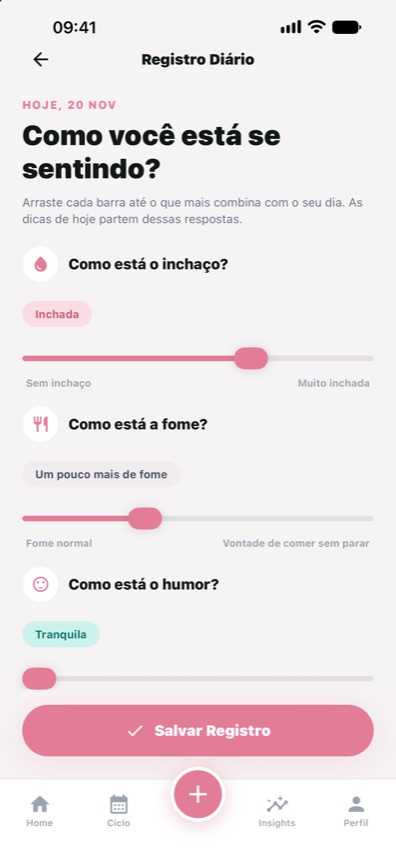 09:41
Registro Diário
HOJE, 20 NOV
Como você está se
sentindo?
Arraste cada barra até o que mais combina com o seu dia. As
dicas de hoje partem dessas respostas.
Como está o inchaço?
Inchada
Sem inchaço
Muito inchada
Como está a fome?
Um pouco mais de fome
Fome normal
Vontade de comer sem parar
Como está o humor?
Tranquila
Salvar Registro
Home
Ciclo
Insights
Perfil